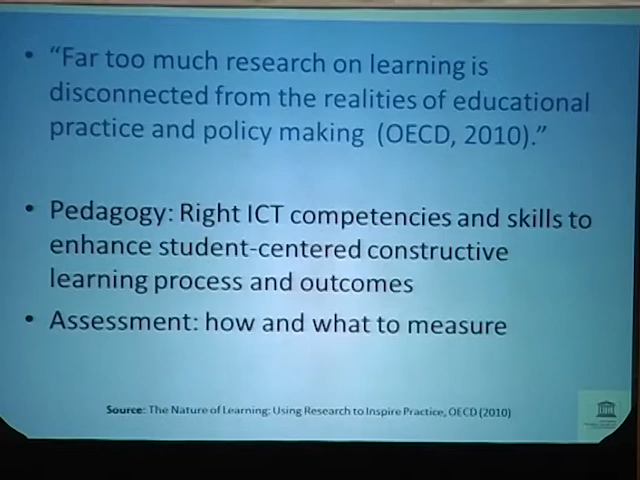 • “Far too much research on learning is
disconnected from the realities of educational
practice and policy making (OECD, 2010).”
• Pedagogy: Right ICT competencies and skills to
enhance student-centered constructive
learning process and outcomes
• Assessment: how and what to measure
Source: The Nature of Learning: Using Research to Inspire Practice, OECD (2010)